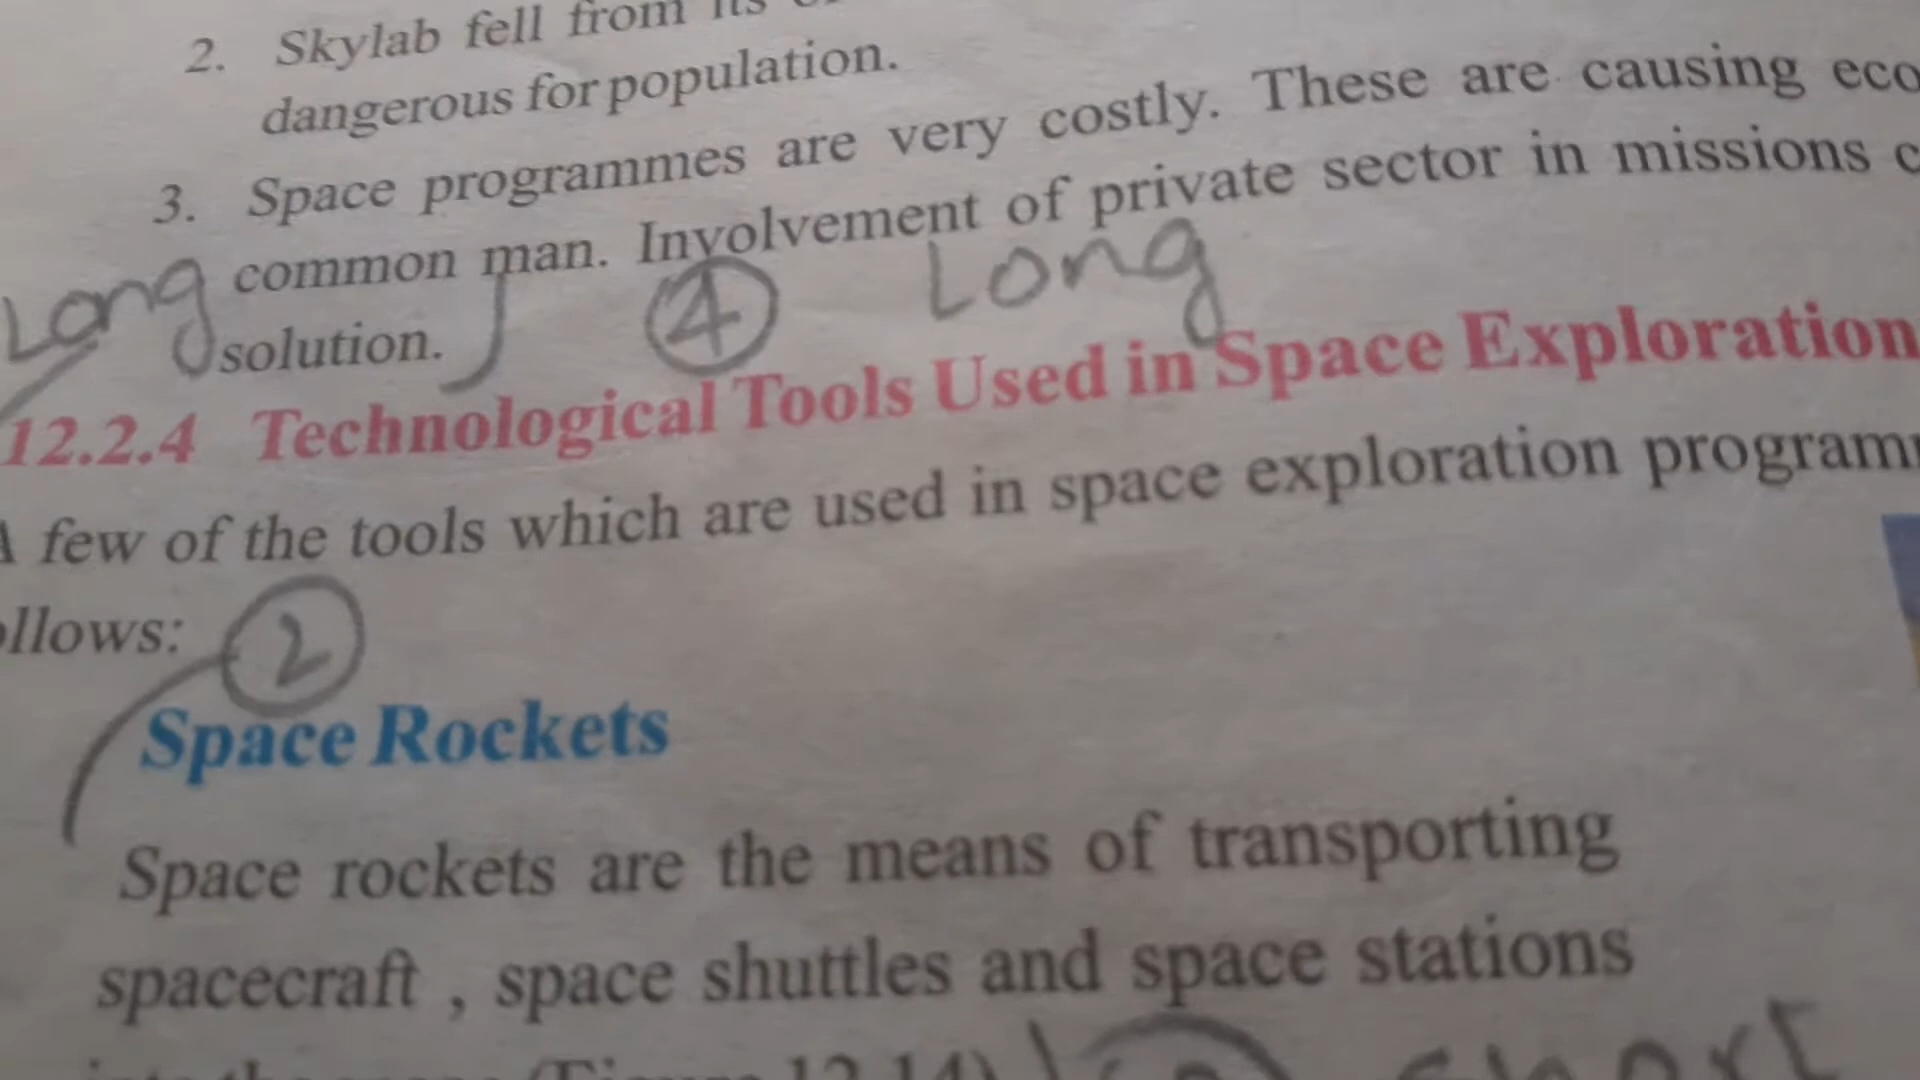 2. Skylab fell from its
dangerous for population.
3. Space programmes are very costly. These are causing eco
common man. Involvement of private sector in missions c
Long
solution.
4 Long
12.2.4 Technological Tools Used in Space Exploration
A few of the tools which are used in space exploration program
ollows:
2
Space Rockets
Space rockets are the means of transporting
spacecraft , space shuttles and space stations
short